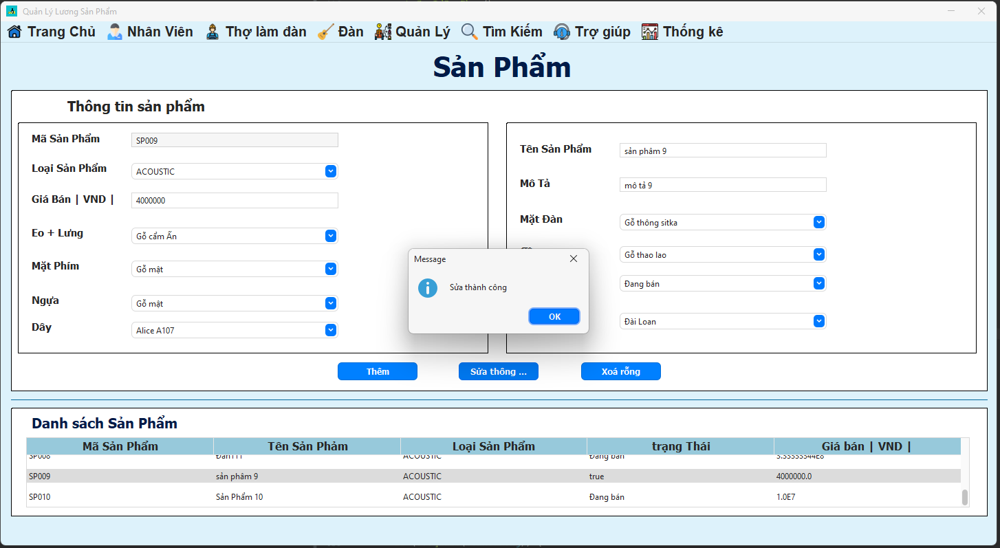 Quản Lý Lương Sản Phẩm
Trang Chủ Nhân Viên Thợ làm đàn Đàn Quản Lý Tìm Kiếm Trợ giúp Thống kê
Sản Phẩm
Thông tin sản phẩm
Mã Sản Phẩm SP009
Loại Sản Phẩm ACOUSTIC
Giá Bán | VND | 4000000
Eo + Lưng Gỗ cẩm Ấn
Mặt Phím Gỗ mật
Ngựa Gỗ mật
Dây Alice A107
Tên Sản Phẩm sản phâm 9
Mô Tả mô tả 9
Mặt Đàn Gỗ thông sitka
Gỗ thao lao
Đang bán
Đài Loan
Message
Sửa thành công
OK
Thêm Sửa thông ... Xoá rỗng
Danh sách Sản Phẩm
Mã Sản Phẩm Tên Sản Phảm Loại Sản Phẩm trạng Thái Giá bán | VND |
SP008 Đàn111 ACOUSTIC Đang bán
SP009 sản phâm 9 ACOUSTIC true 4000000.0
SP010 Sản Phẩm 10 ACOUSTIC Đang bán 1.0E7